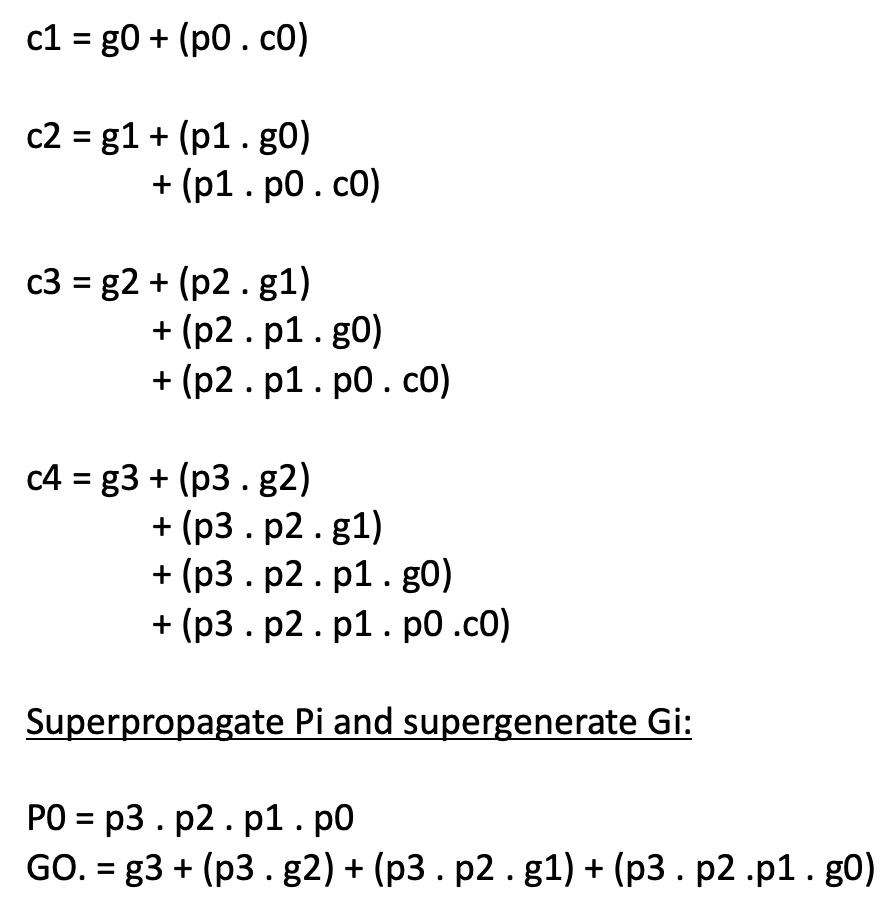 c1 = g0 + (p0 . c0)
c2 = g1 + (p1 . g0)
+ (p1 . p0 . c0)
c3 = g2 + (p2 . g1)
+ (p2 . p1 . g0)
+ (p2 . p1 . p0 . c0)
c4 = g3 + (p3 . g2)
+ (p3 . p2 . g1)
+ (p3 . p2 . p1 . g0)
+ (p3 . p2 . p1 . p0 .c0)
Superpropagate Pi and supergenerate Gi:
P0 = p3 . p2 . p1 . p0
GO. = g3 + (p3 . g2) + (p3 . p2 . g1) + (p3 . p2 .p1 . g0)